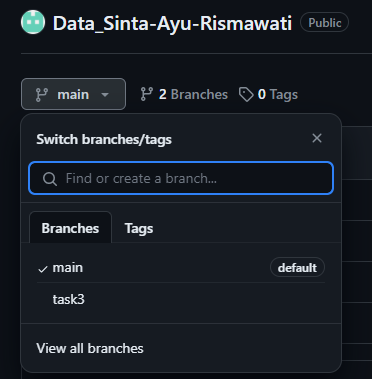 Data_Sinta-Ayu-Rismawati Public
main 2 Branches 0 Tags
Switch branches/tags
Find or create a branch...
Branches Tags
main default
task3
View all branches